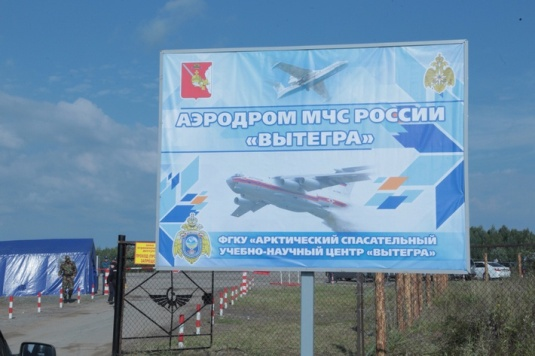 АЭРОДРОМ МЧС РОССИИ
«ВЫТЕГРА»
ФГКУ «АРКТИЧЕСКИЙ СПАСАТЕЛЬНЫЙ
УЧЕБНО-НАУЧНЫЙ ЦЕНТР «ВЫТЕГРА»